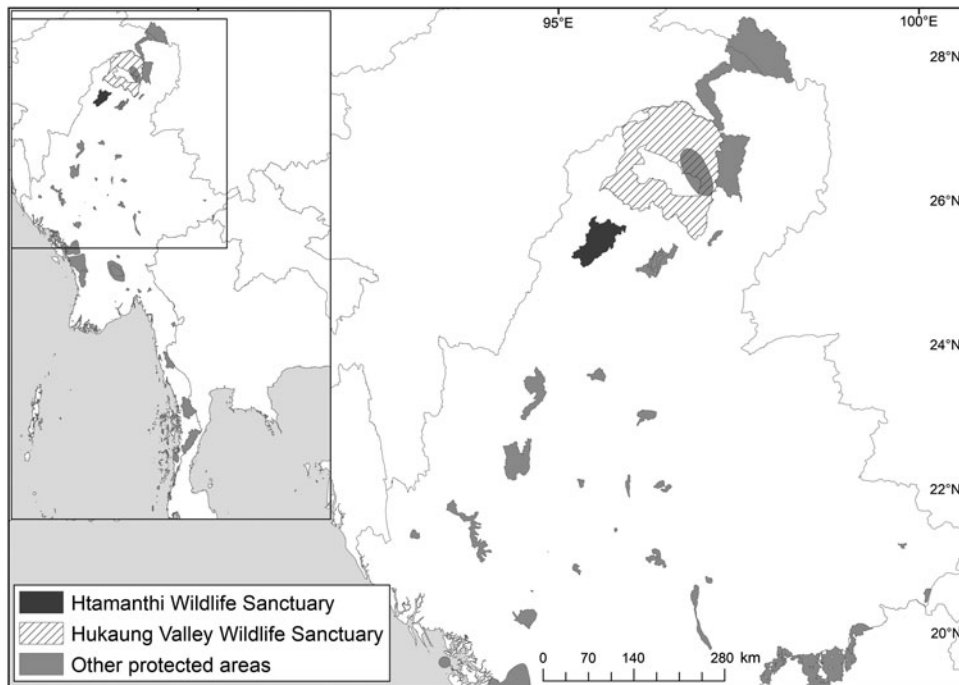 95°E
100°E
28°N
26°N
24°N
22°N
20°N
Htamanthi Wildlife Sanctuary
Hukaung Valley Wildlife Sanctuary
Other protected areas
0 70 140 280 km